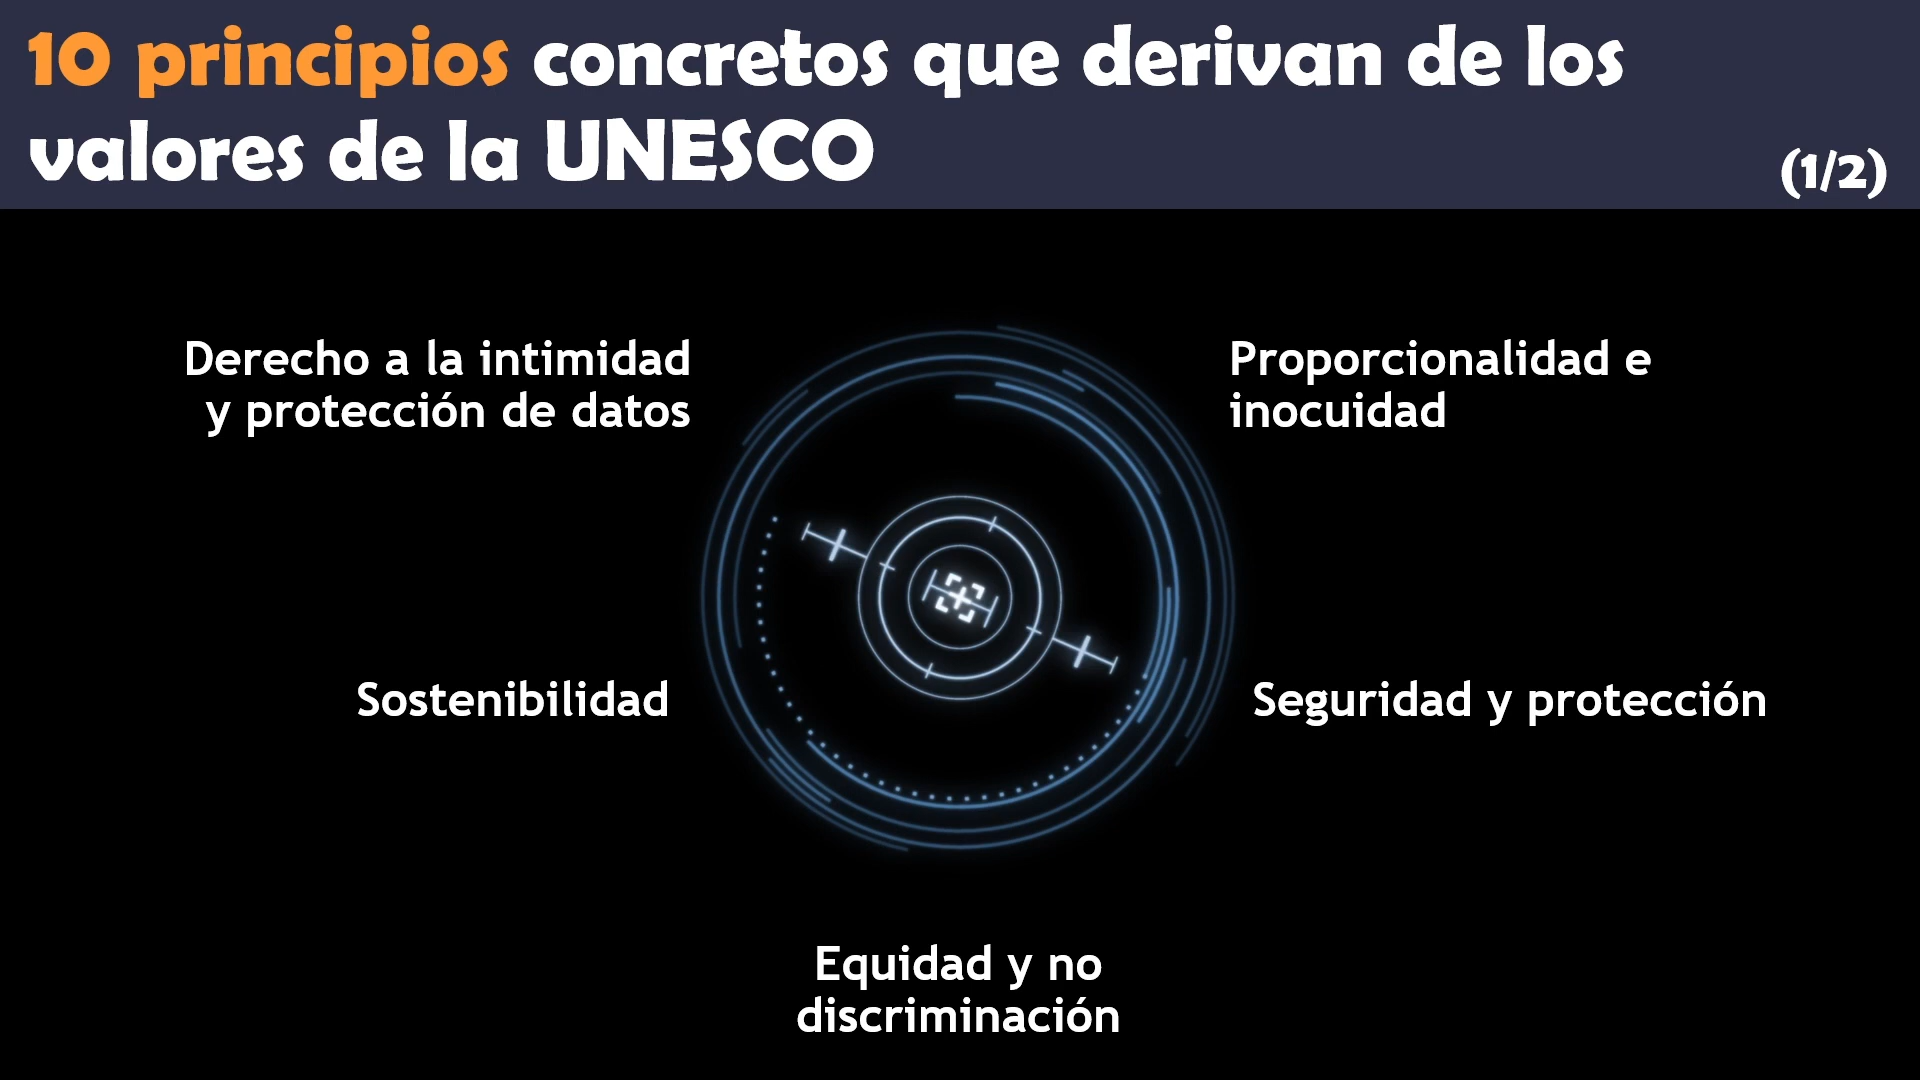 10 principios concretos que derivan de los
valores de la UNESCO
(1/2)
Derecho a la intimidad
y protección de datos
Proporcionalidad e
inocuidad
Sostenibilidad
Seguridad y protección
Equidad y no
discriminación